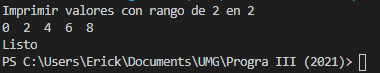 Imprimir valores con rango de 2 en 2
0 2 4 6 8
Listo
PS C:\Users\Erick\Documents\UMG\Progra III (2021)>